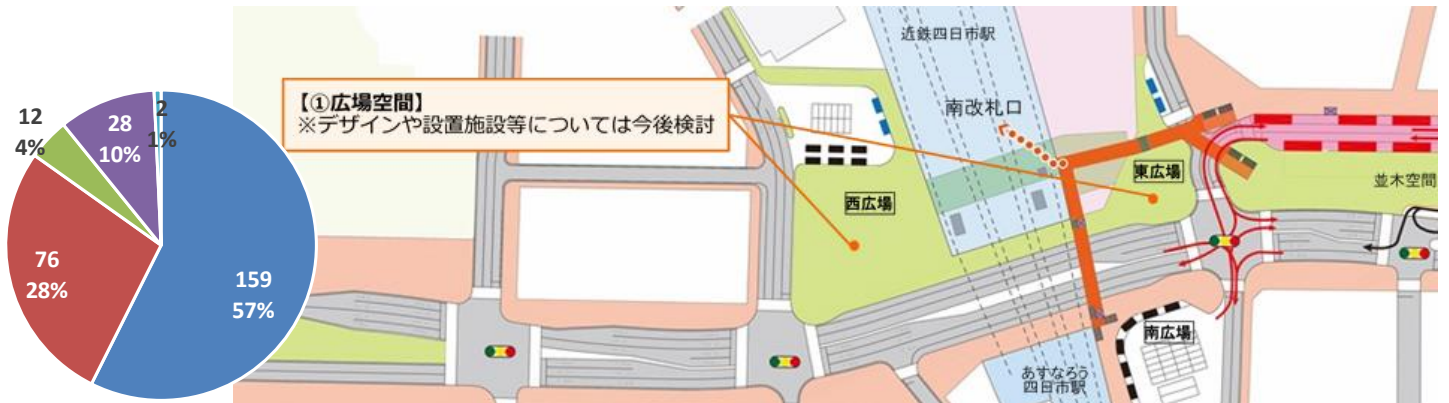 2
1%
12
4%
28
10%
76
28%
159
57%
【①広場空間】
※デザインや設置施設等については今後検討
近鉄四日市駅
南改札口
西広場
東広場
並木空間
南広場
あすなろう
四日市駅